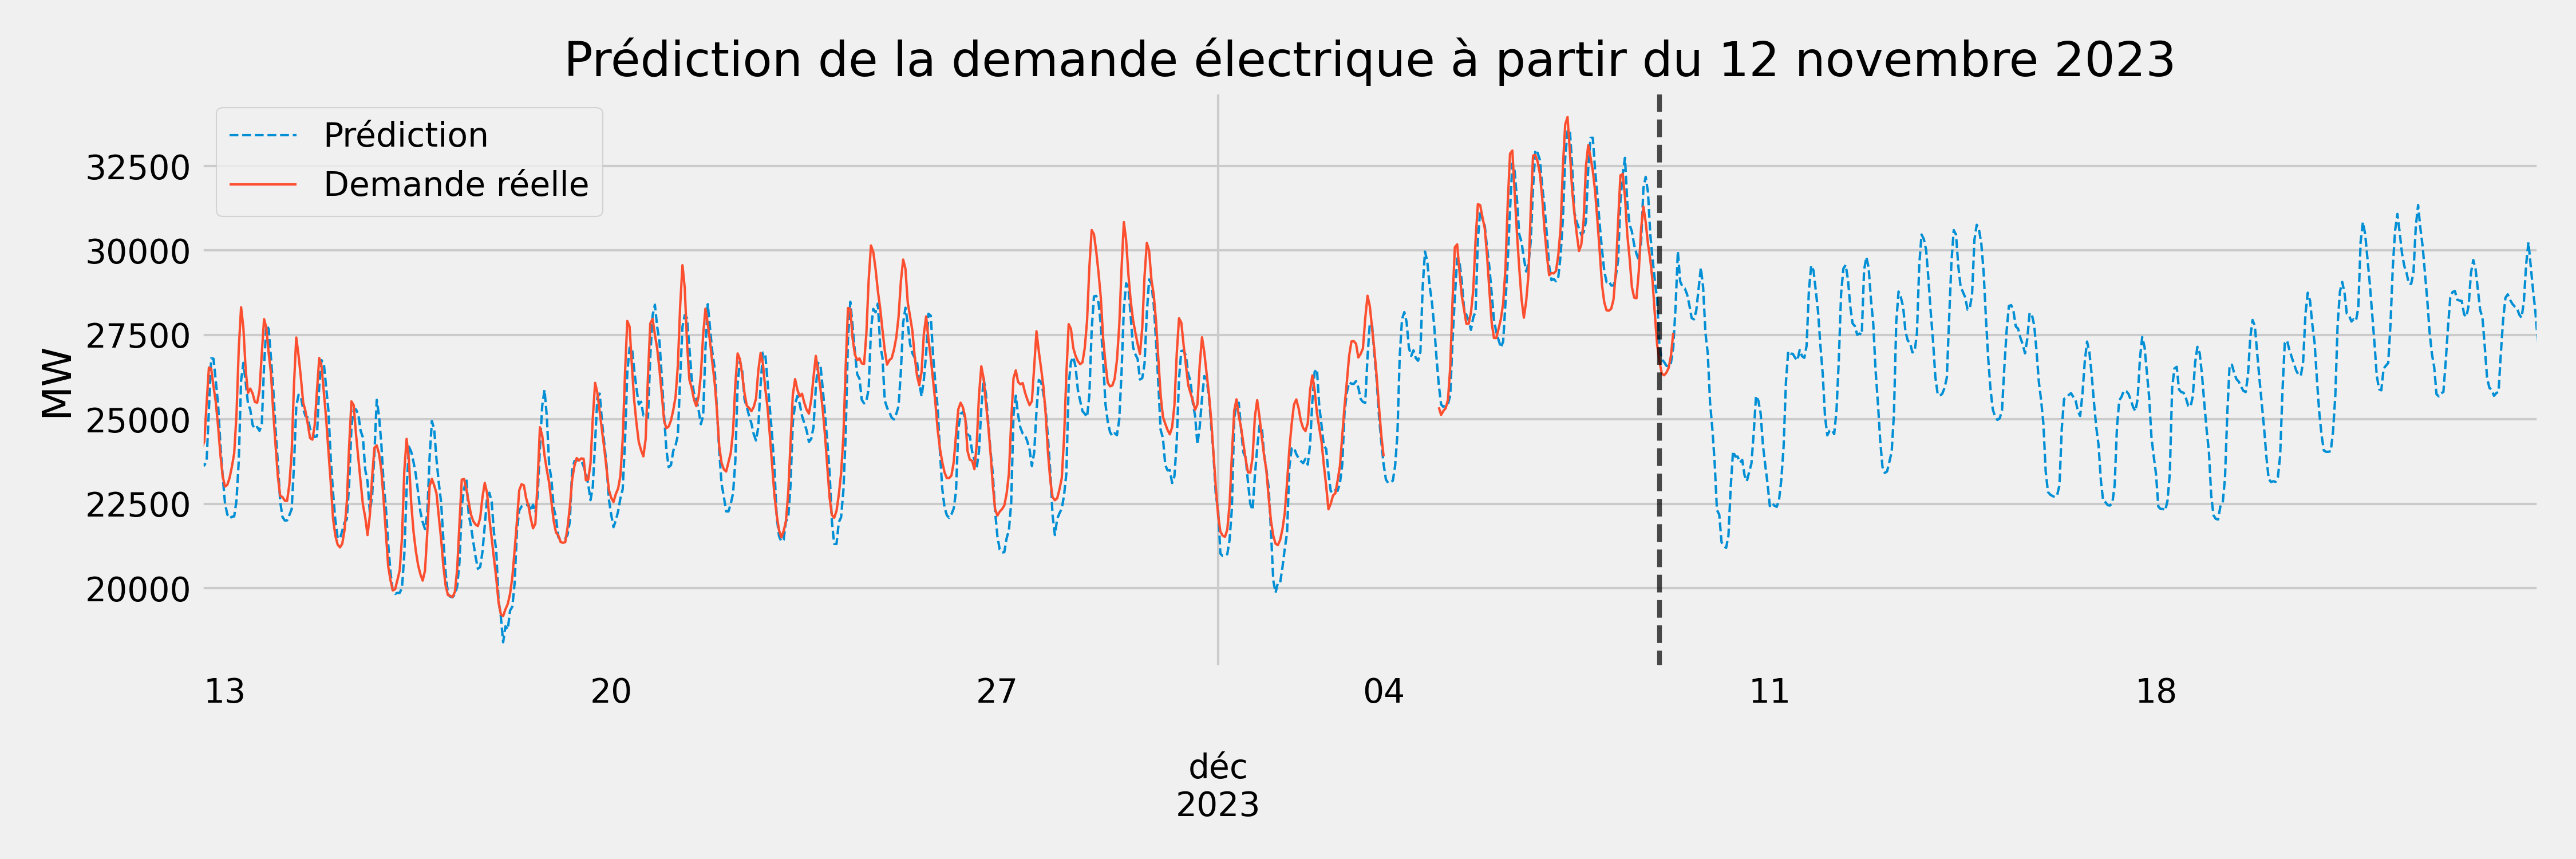 Prédiction de la demande électrique à partir du 12 novembre 2023
Prédiction
Demande réelle
MW
32500
30000
27500
25000
22500
20000
13 20 27 04 11 18
déc
2023